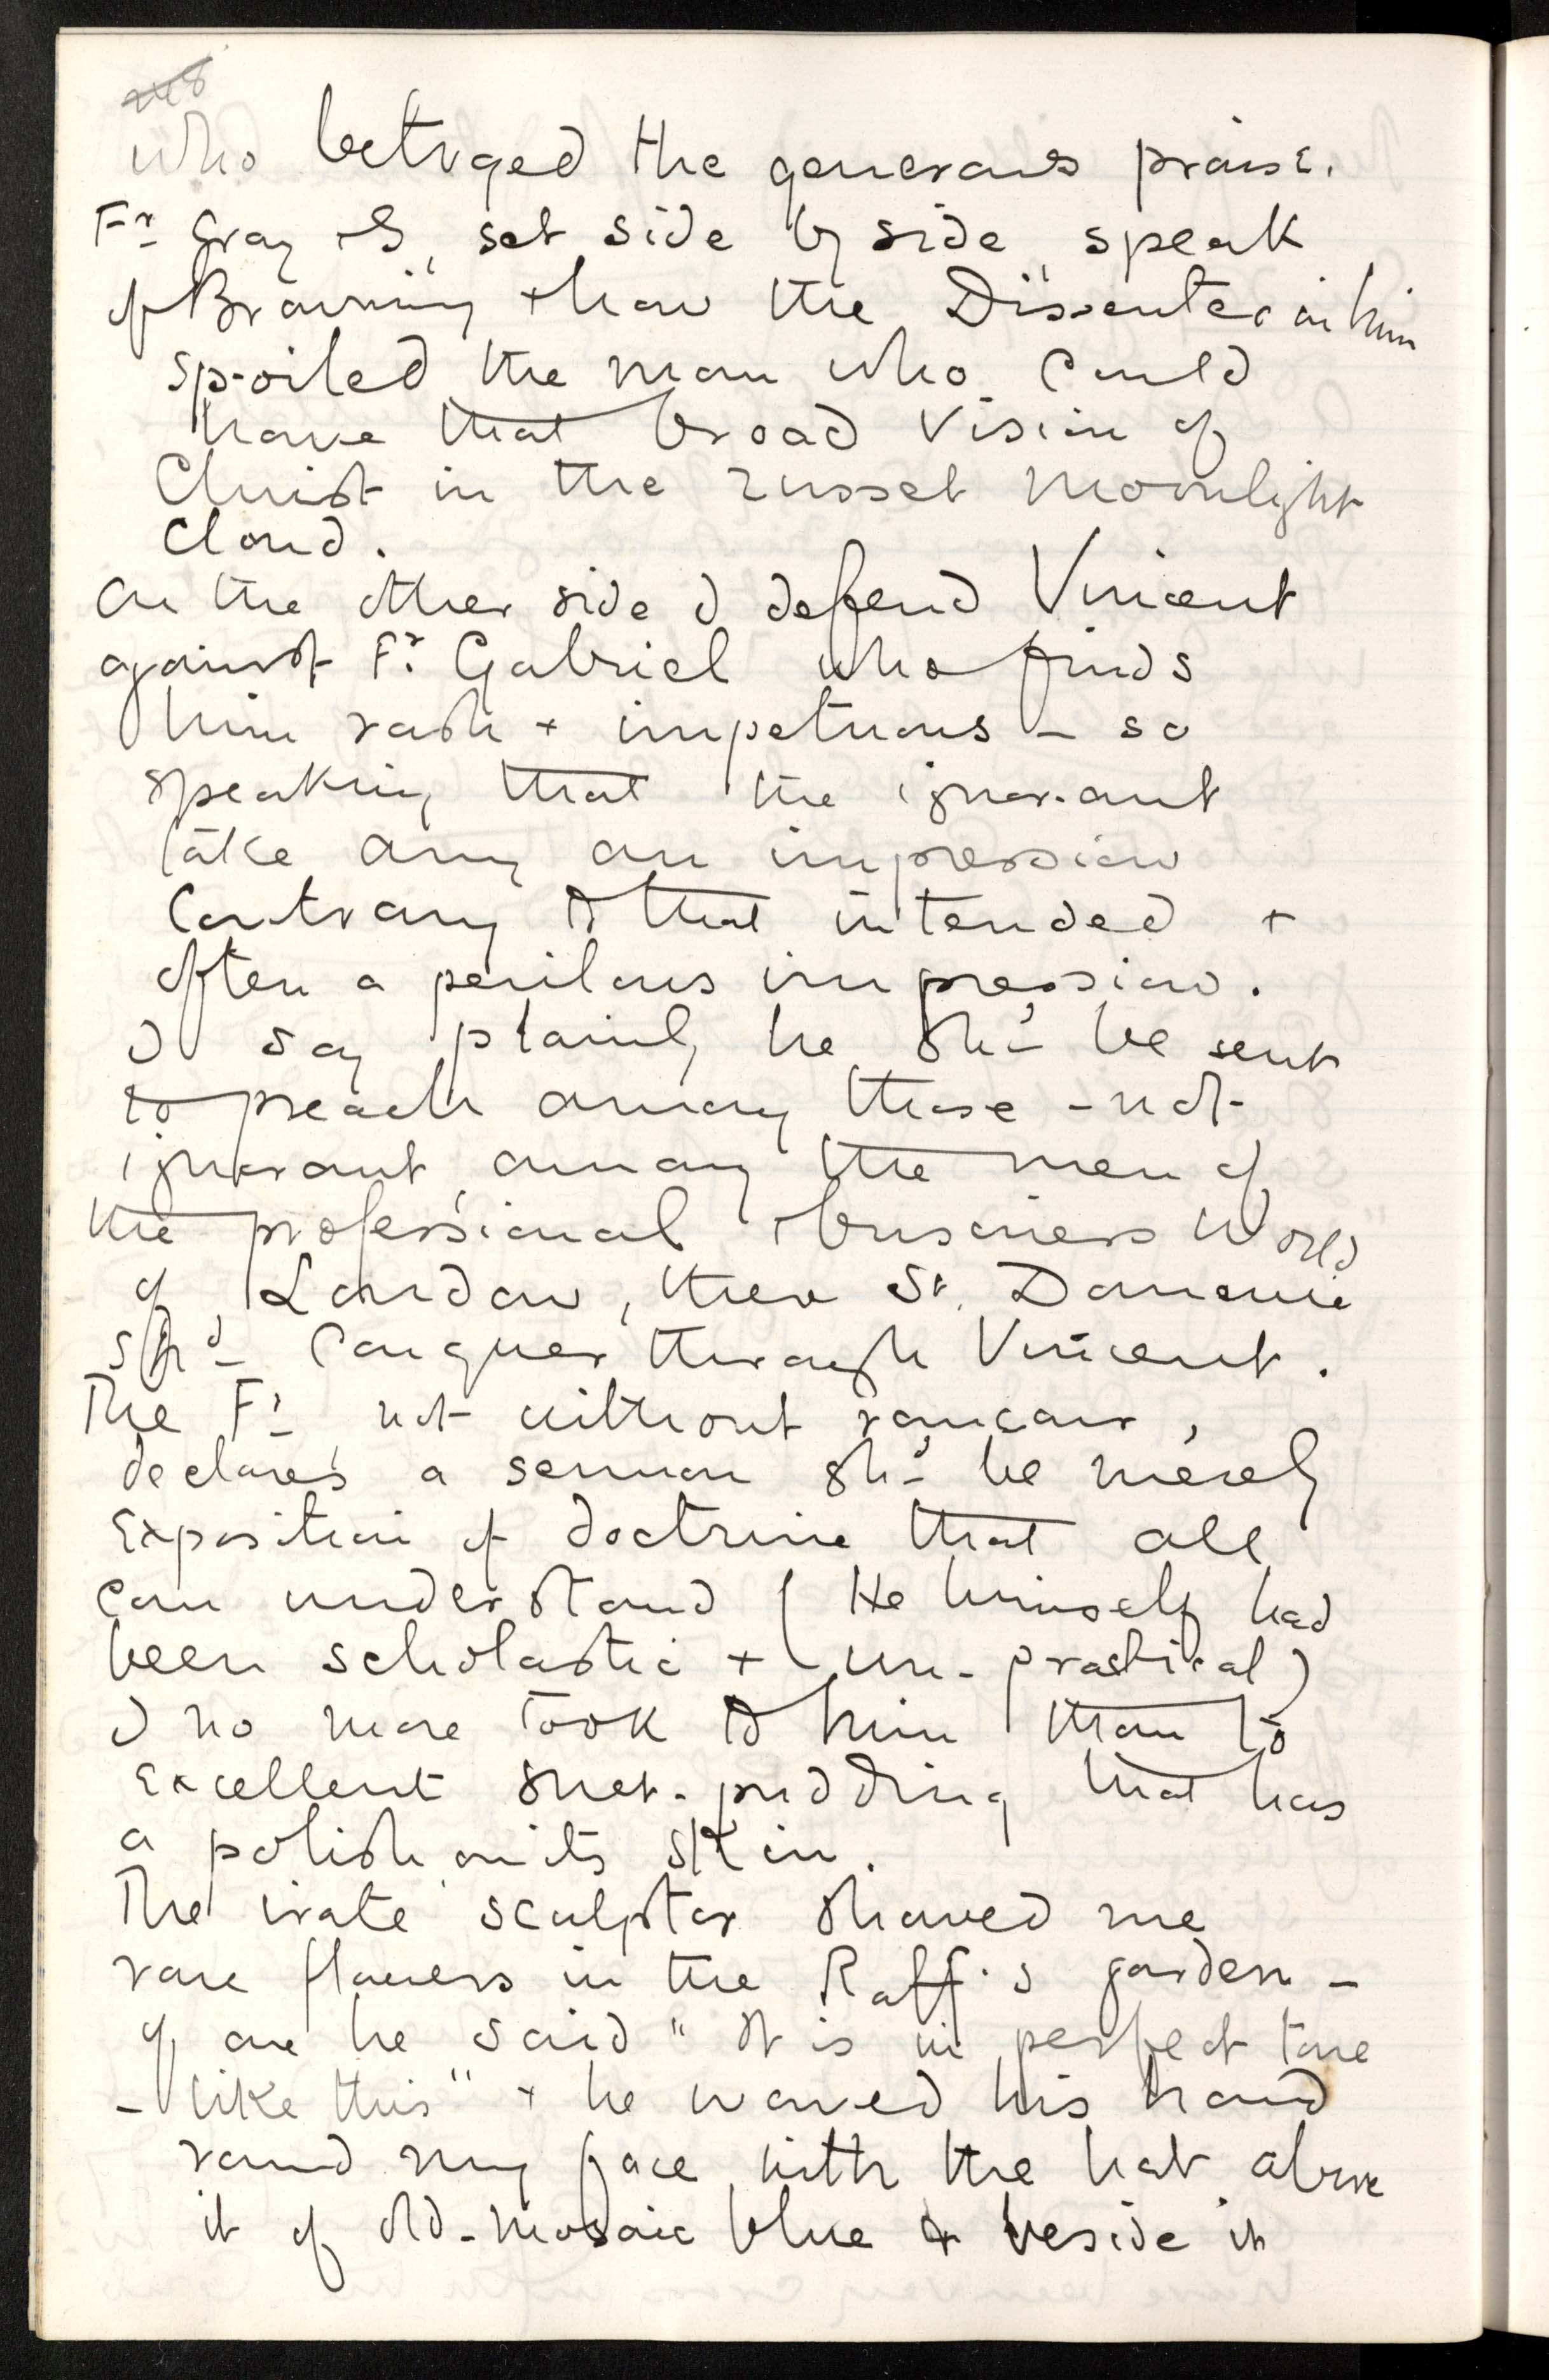 who betrayed the generous praise.
Fr. Gray & I, set side by side, speak
of Browning & how the Dissenter in him
spoiled the man who could
have that broad vision of
Christ in the russet moonlight
cloud.
On the other side I defend Vincent
against Fr. Gabriel who finds
him rash & impetuous – so
speaking that the ignorant
take away an impression
contrary to that intended &
often a perilous impression.
I say plainly he shd be sent
to preach among those – not
ignorant, among the men of
the professional & business world
of London, there St. Domenic
shd conquer through Vincent.
The Fr. not without rancour,
declares a sermon shd be merely
exposition of doctrine that all
can understand (He himself had
been scholastic & un-practical)
I no more took to him than to
excellent suet-pudding that has
a polish on its skin.
The irate sculptor showed me
rare flowers in the Raff.s garden –
of one he said "It is in perfect tone
– like this" & he waved his hand
round my face with the hat above
it of old-mosaic blue & beside it